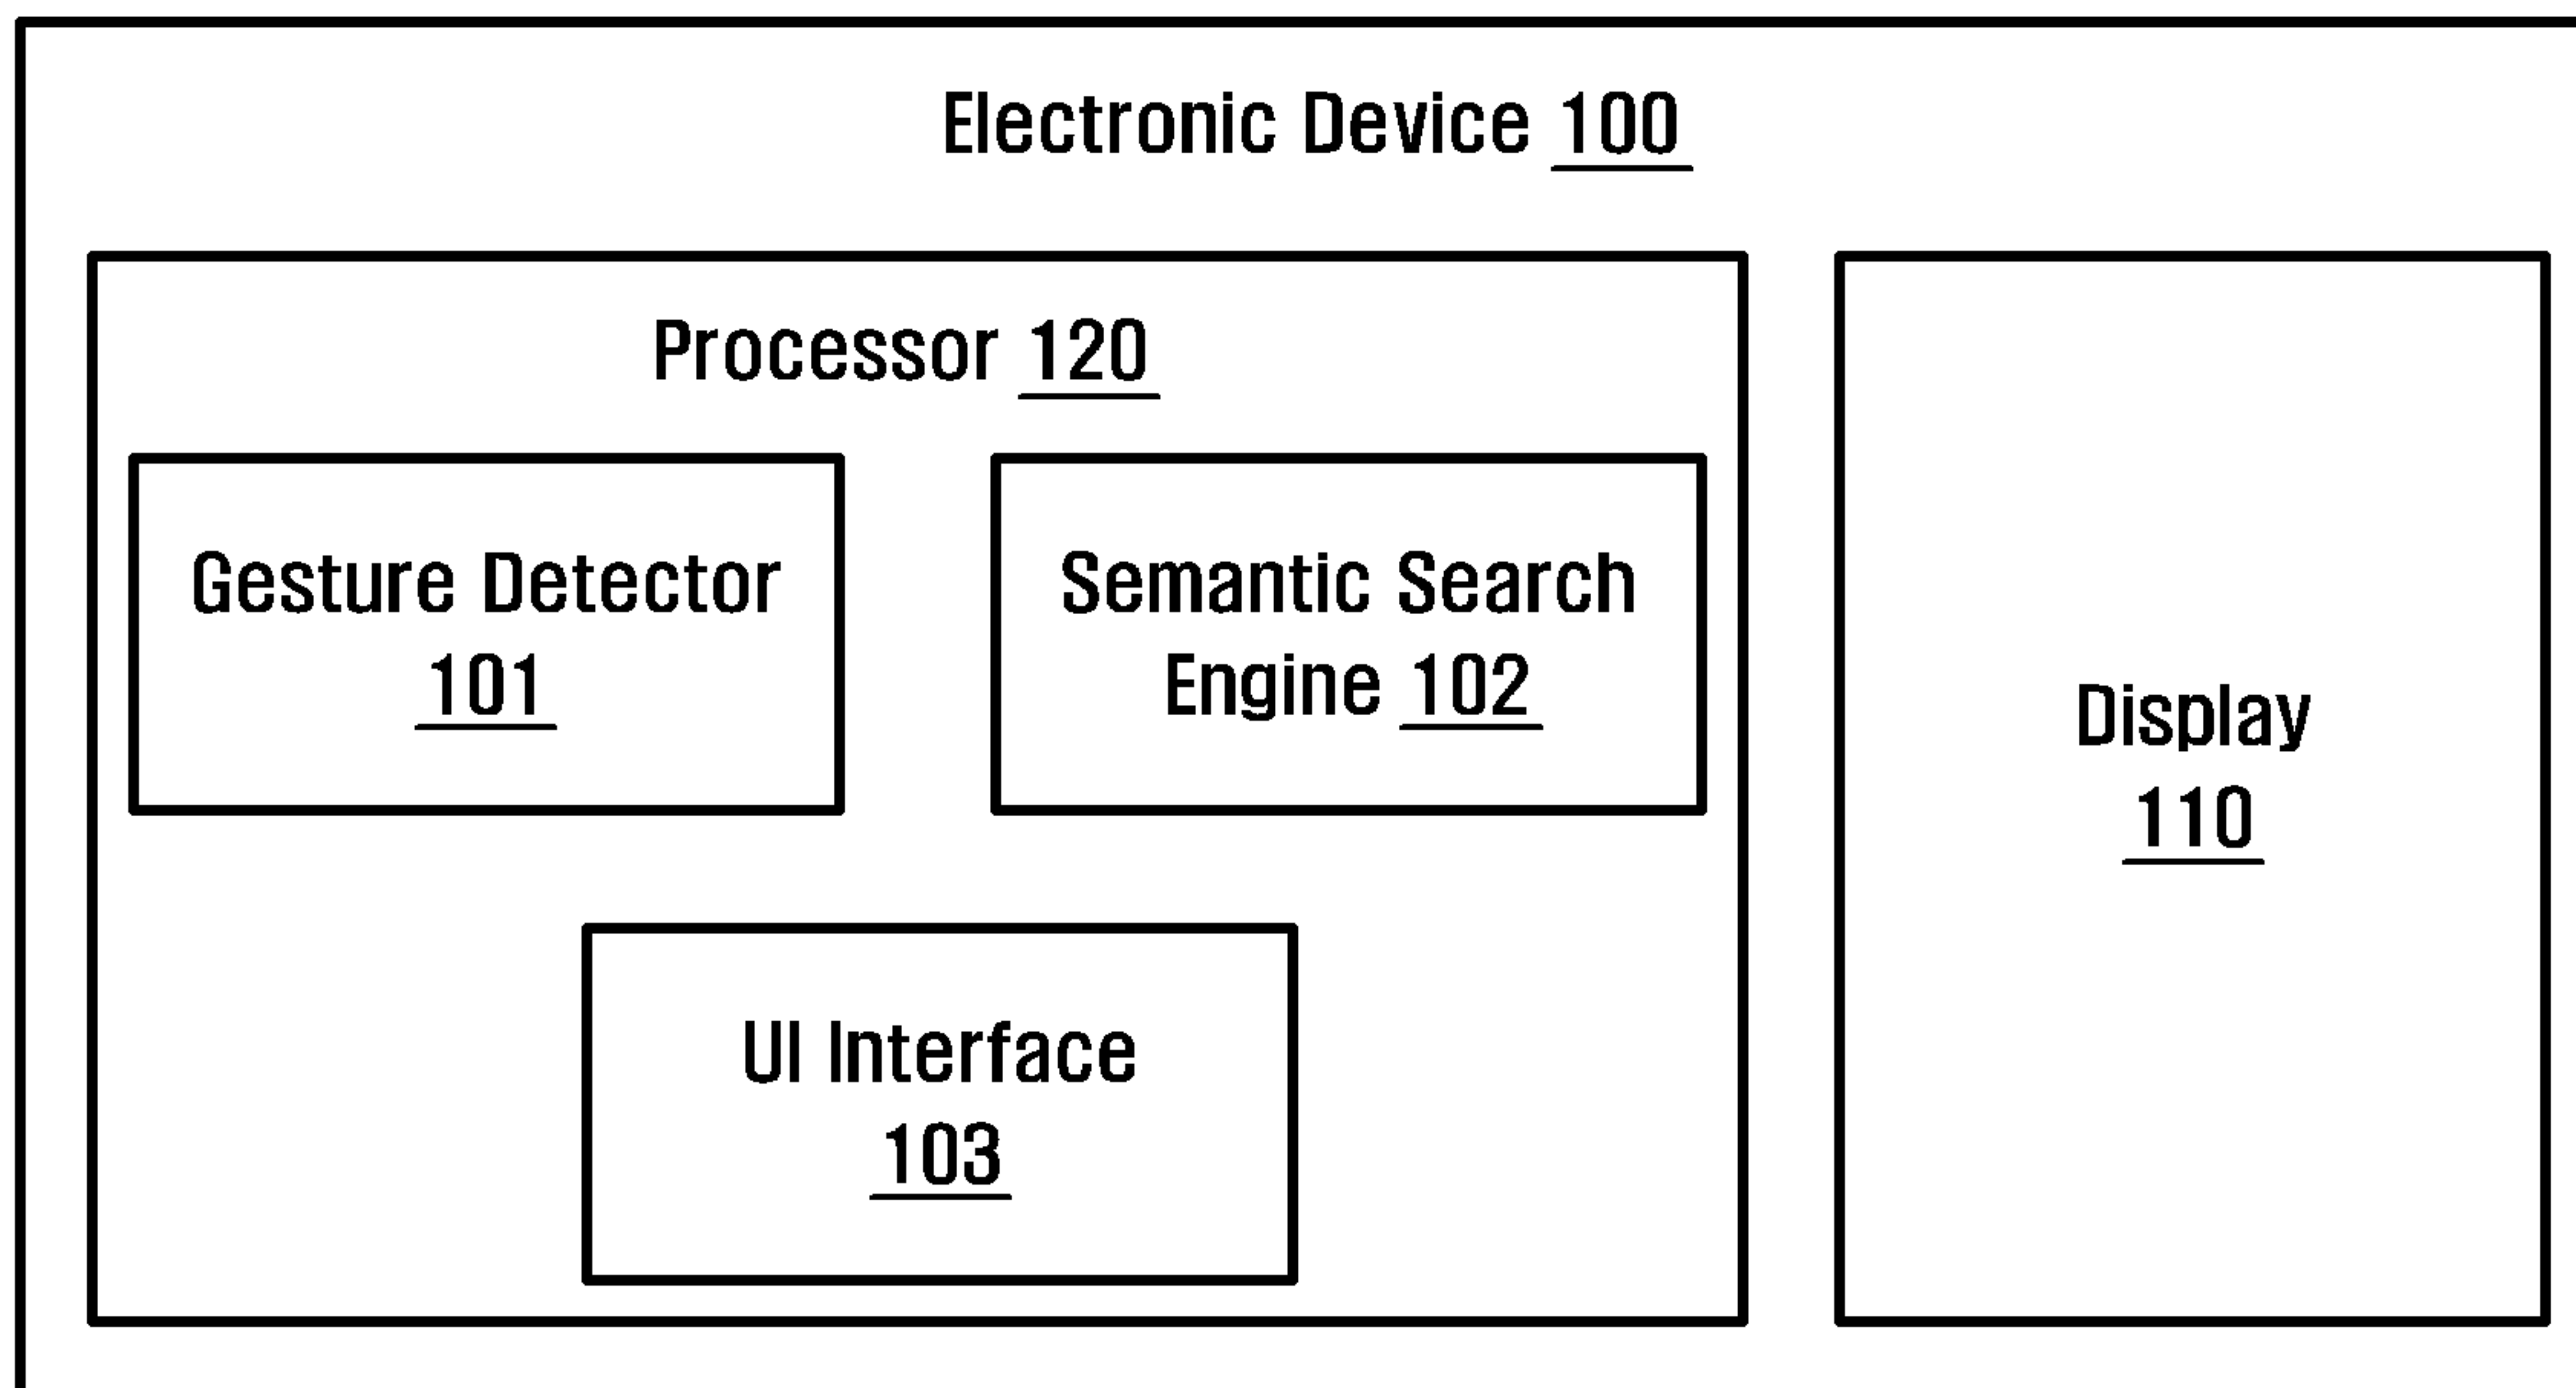 Electronic Device 100
Processor 120
Gesture Detector
101
Semantic Search
Engine 102
UI Interface
103
Display
110